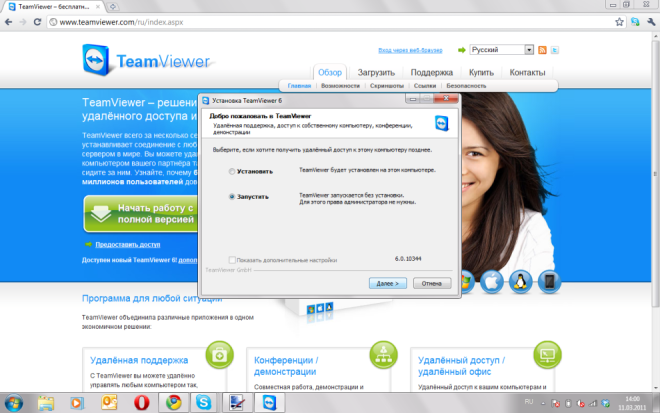 TeamViewer – бесплатн...
www.teamviewer.com/ru/index.aspx
Вход через веб-браузер
Русский
TeamViewer
Обзор Загрузить Поддержка Купить Контакты
Главная Возможности Скриншоты Ссылки Безопасность
TeamViewer – решени
удалённого доступа и
TeamViewer всего за несколько се
устанавливает соединение с люб
сервером в мире. Вы можете удал
компьютером вашего партнёра та
сидите за ним. Узнайте, почему б
миллионов пользователей дов
Начать работу с
полной версией
Предоставить доступ
Доступен новый TeamViewer 6! допол
Установка TeamViewer 6
Добро пожаловать в TeamViewer
Удалённая поддержка, доступ к собственному компьютеру, конференции,
демонстрации
Выберите, если хотите получить удалённый доступ к этому компьютеру позднее.
Установить
TeamViewer будет установлен на этом компьютере.
Запустить
TeamViewer запускается без установки.
Для этого права администратора не нужны.
Показать дополнительные настройки
6.0.10344
TeamViewer GmbH
Далее >
Отмена
Программа для любой ситуации
TeamViewer объединила различные приложения в одном
экономичном решении:
Удалённая поддержка
С TeamViewer вы можете удалённо
управлять любым компьютером так,
Конференции /
демонстрации
Совместная работа, демонстрации и
Удалённый доступ /
удалённый офис
Удалённый доступ к вашим компьютерам и
RU
14:00
11.03.2011